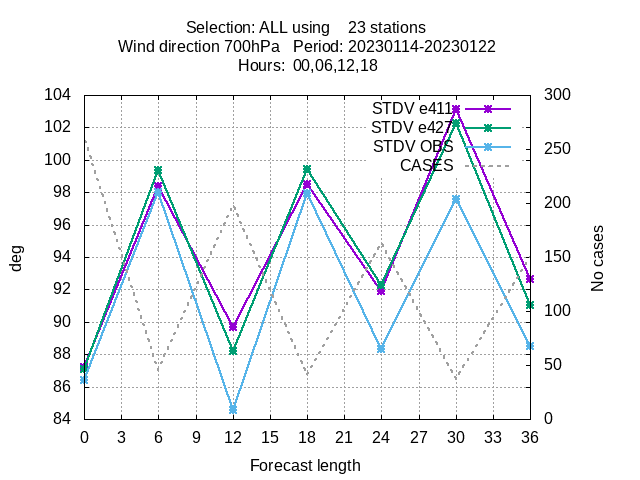 Selection: ALL using 23 stations
Wind direction 700hPa Period: 20230114-20230122
Hours: 00,06,12,18
104
102
100
98
96
94
92
90
88
86
84
300
250
200
150
100
50
0
STDV e411
STDV e427
STDV OBS
CASES
deg
No cases
0 3 6 9 12 15 18 21 24 27 30 33 36
Forecast length